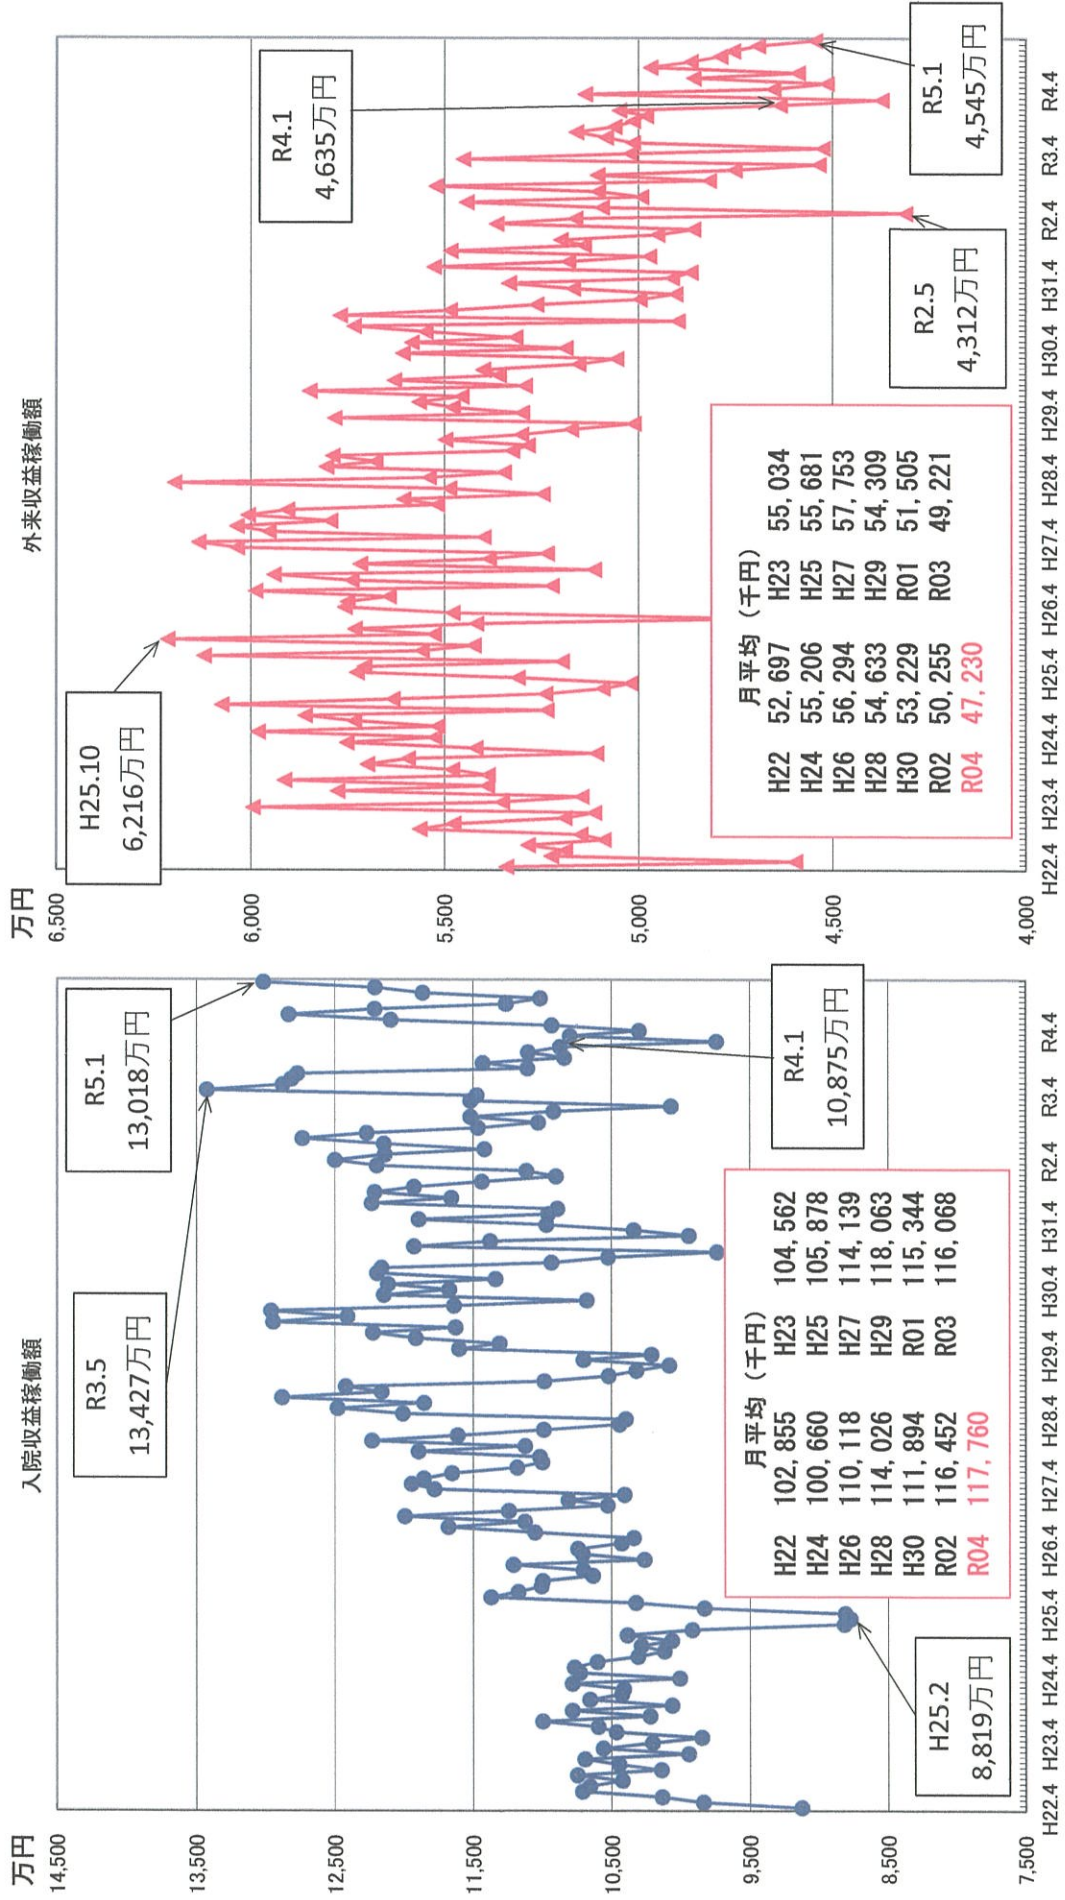 入院収益稼働額
万円
14,500
13,500
12,500
11,500
10,500
9,500
8,500
7,500
H22.4
H23.4
H24.4
H25.4
H26.4
H27.4
H28.4
H29.4
H30.4
H31.4
R2.4
R3.4
R4.4
R3.5
13,427万円
R5.1
13,018万円
R4.1
10,875万円
H25.2
8,819万円
月平均（千円）
H22 102,855 H23 104,562
H24 100,660 H25 105,878
H26 110,118 H27 114,139
H28 114,026 H29 118,063
H30 111,894 R01 115,344
R02 116,452 R03 116,068
R04 117,760
外来収益稼働額
万円
6,500
6,000
5,500
5,000
4,500
4,000
H22.4
H23.4
H24.4
H25.4
H26.4
H27.4
H28.4
H29.4
H30.4
H31.4
R2.4
R3.4
R4.4
H25.10
6,216万円
R4.1
4,635万円
R2.5
4,312万円
R5.1
4,545万円
月平均（千円）
H22 52,697 H23 55,034
H24 55,206 H25 55,681
H26 56,294 H27 57,753
H28 54,633 H29 54,309
H30 53,229 R01 51,505
R02 50,255 R03 49,221
R04 47,230